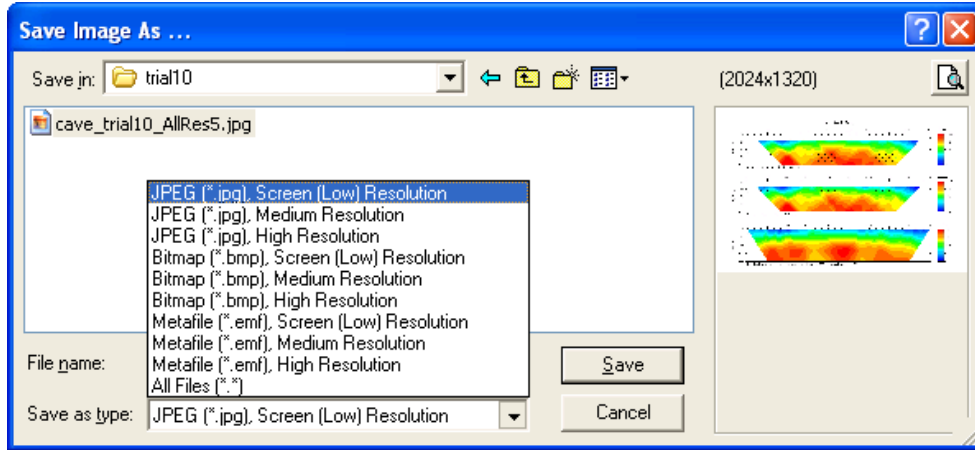 Save Image As ...
Save in: trial10
(2024x1320)
cave_trial10_AllRes5.jpg
JPEG (*.jpg), Screen (Low) Resolution
JPEG (*.jpg), Medium Resolution
JPEG (*.jpg), High Resolution
Bitmap (*.bmp), Screen (Low) Resolution
Bitmap (*.bmp), Medium Resolution
Bitmap (*.bmp), High Resolution
Metafile (*.emf), Screen (Low) Resolution
Metafile (*.emf), Medium Resolution
Metafile (*.emf), High Resolution
All Files (*.*)
File name:
Save
Save as type: JPEG (*.jpg), Screen (Low) Resolution
Cancel